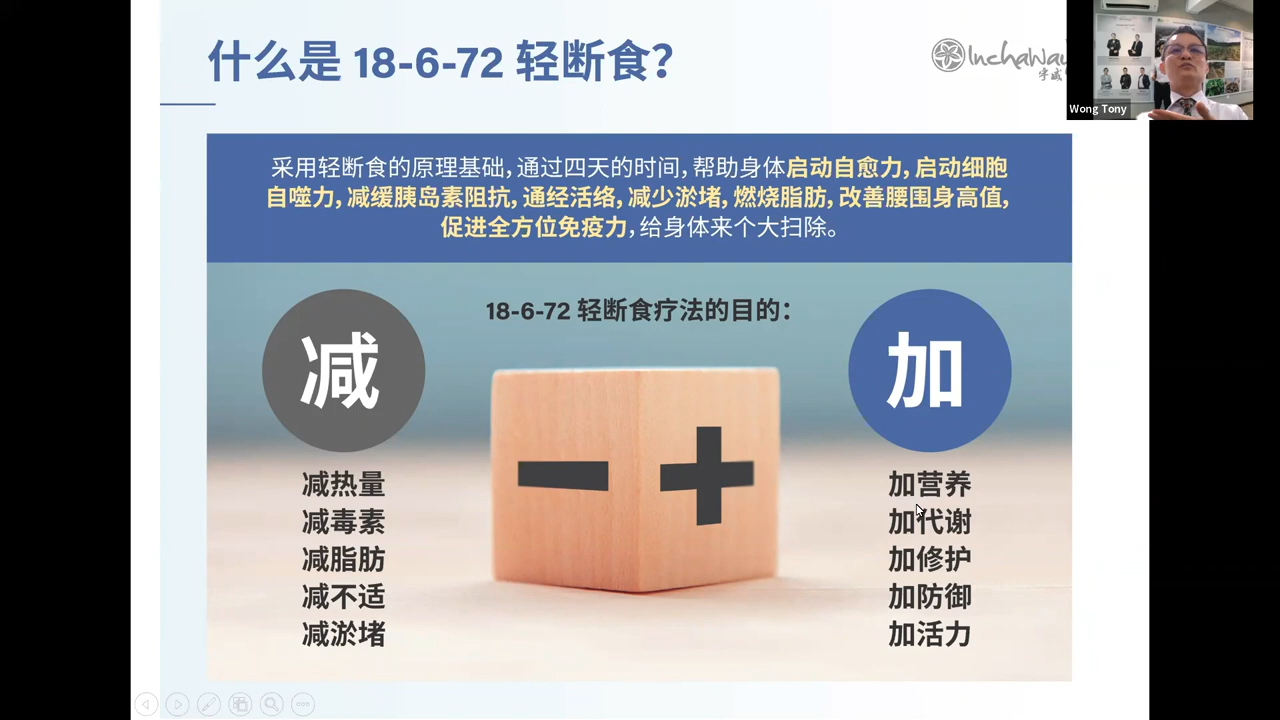 什么是 18-6-72 轻断食？
Inchaway
Wong Tony
采用轻断食的原理基础，通过四天的时间，帮助身体启动自愈力，启动细胞
自噬力，减缓胰岛素阻抗，通经活络，减少淤堵，燃烧脂肪，改善腰围身高值，
促进全方位免疫力，给身体来个大扫除。
18-6-72 轻断食疗法的目的：
减
减热量
减毒素
减脂肪
减不适
减淤堵
加
加营养
加代谢
加修护
加防御
加活力